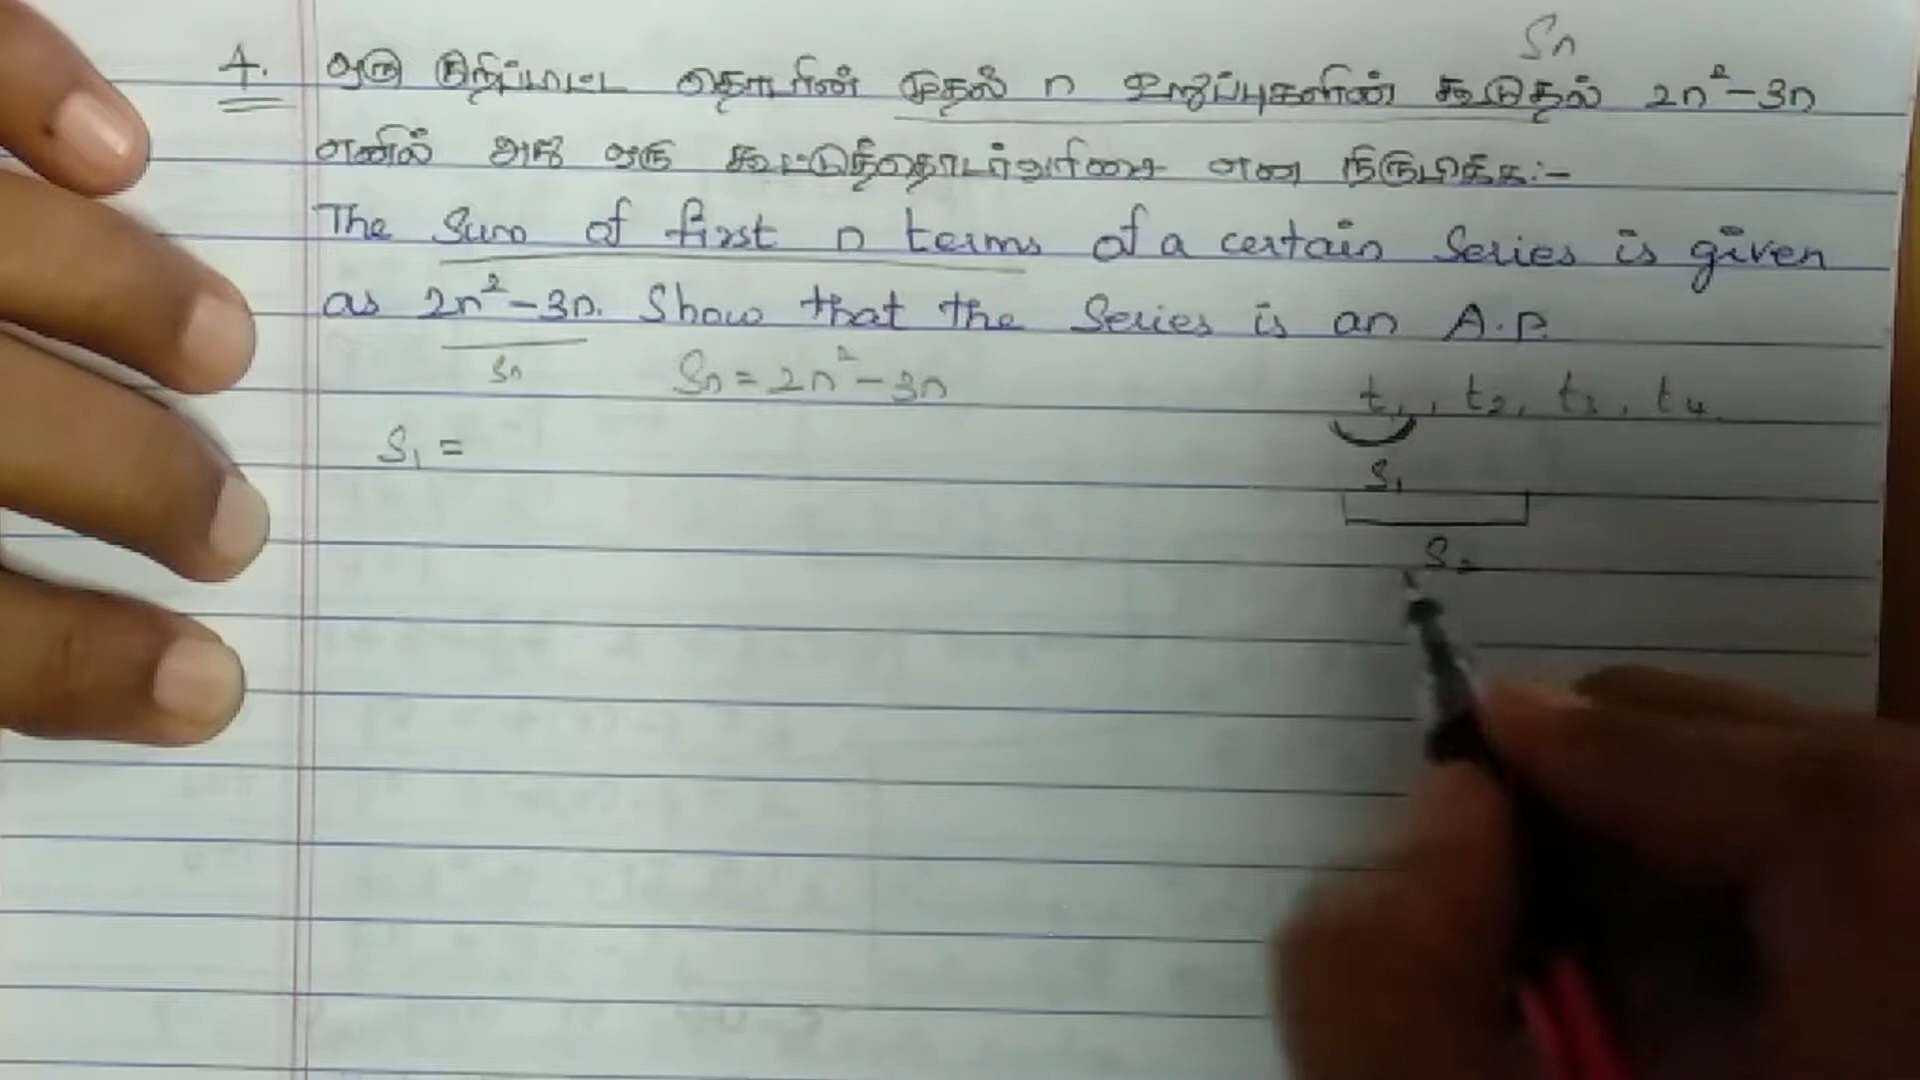 Sn
4. ஒரு குறிப்பிட்ட தொடரின் முதல் n உறுப்புகளின் கூடுதல் 2n²-3n
எனில் அது ஒரு கூட்டுத்தொடர்வரிசை என நிருபிக்க:-
The Sum of first n terms of a certain Series is given
as 2n²-3n. Show that the Series is an A.P.
Sn Sn = 2n²-3n t₁, t₂, t₃, t₄
S₁ =
S₁
S₂